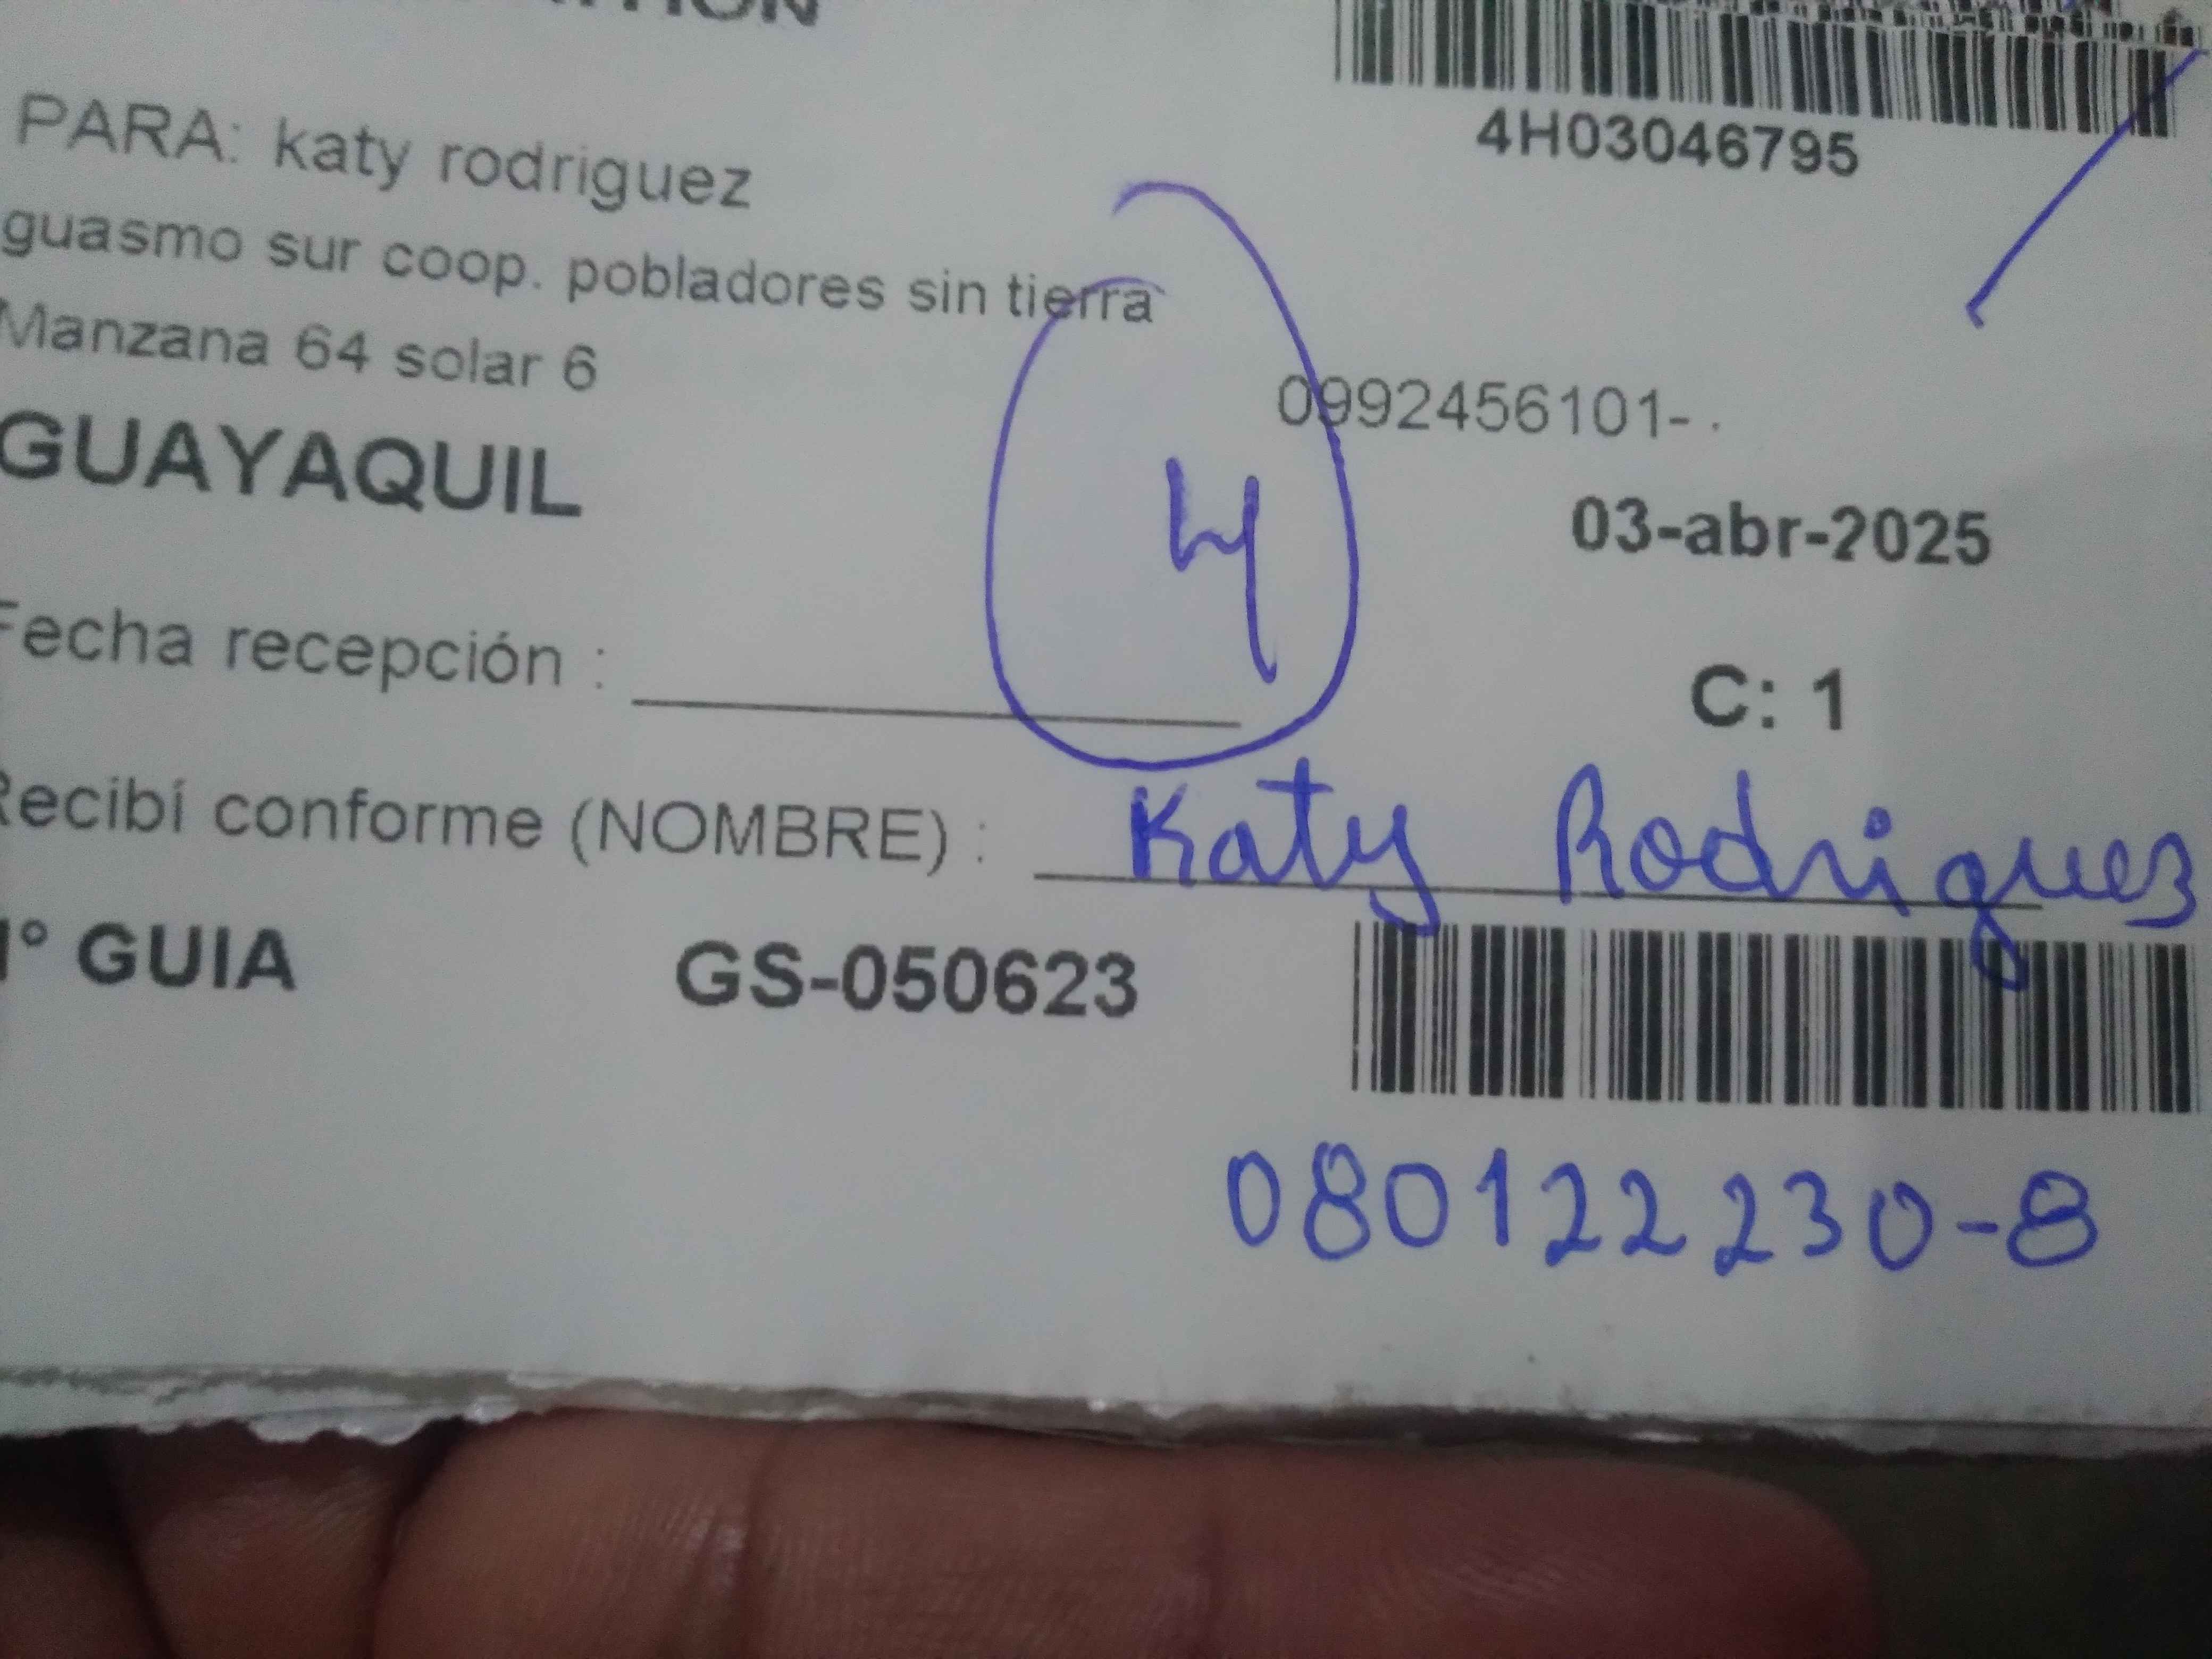 4H03046795
PARA: katy rodriguez
guasmo sur coop. pobladores sin tierra
Manzana 64 solar 6
0992456101- .
GUAYAQUIL
4
03-abr-2025
Fecha recepción :
C: 1
Recibí conforme (NOMBRE) : Katy Rodriguez
N° GUIA GS-050623
080122230-8